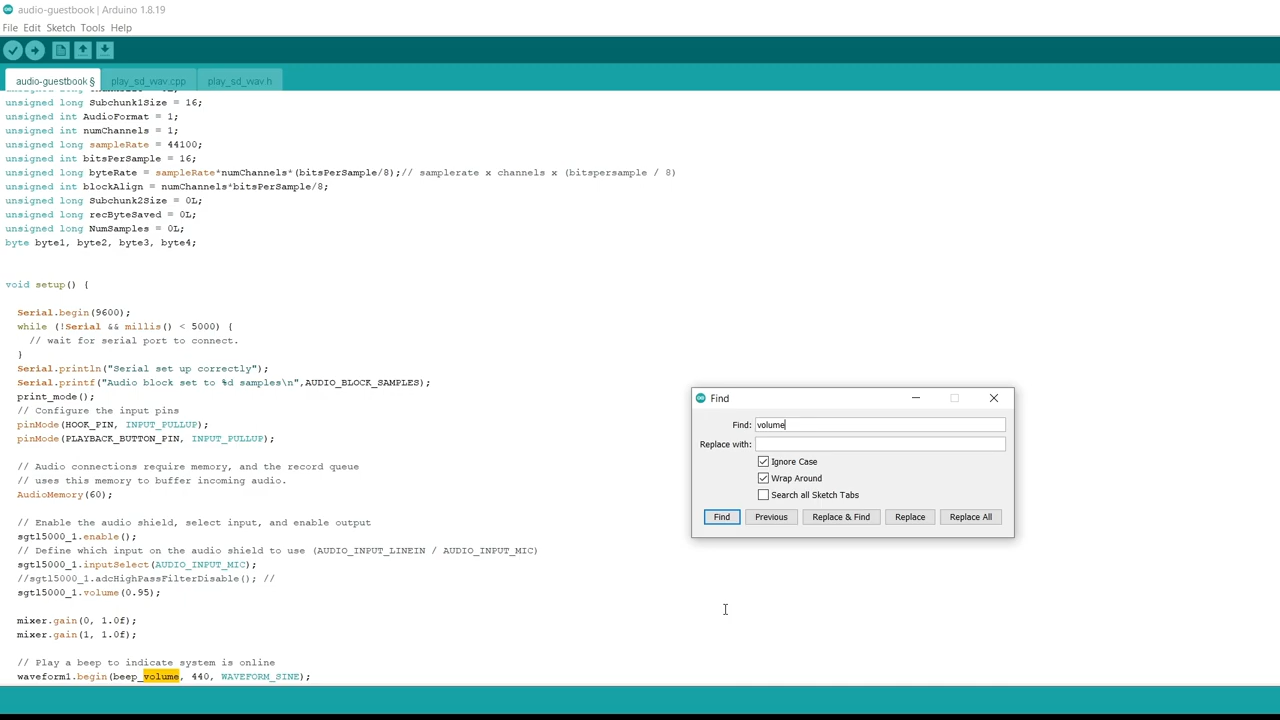 audio-guestbook | Arduino 1.8.19
File Edit Sketch Tools Help
audio-guestbook § play_sd_wav.cpp play_sd_wav.h
unsigned long Subchunk1Size = 16;
unsigned int AudioFormat = 1;
unsigned int numChannels = 1;
unsigned long sampleRate = 44100;
unsigned int bitsPerSample = 16;
unsigned long byteRate = sampleRate*numChannels*(bitsPerSample/8);// samplerate x channels x (bitspersample / 8)
unsigned int blockAlign = numChannels*bitsPerSample/8;
unsigned long Subchunk2Size = 0L;
unsigned long recByteSaved = 0L;
unsigned long NumSamples = 0L;
byte byte1, byte2, byte3, byte4;
void setup() {
Serial.begin(9600);
while (!Serial && millis() < 5000) {
// wait for serial port to connect.
}
Serial.println("Serial set up correctly");
Serial.printf("Audio block set to %d samples\n",AUDIO_BLOCK_SAMPLES);
print_mode();
// Configure the input pins
pinMode(HOOK_PIN, INPUT_PULLUP);
pinMode(PLAYBACK_BUTTON_PIN, INPUT_PULLUP);
// Audio connections require memory, and the record queue
// uses this memory to buffer incoming audio.
AudioMemory(60);
// Enable the audio shield, select input, and enable output
sgtl5000_1.enable();
// Define which input on the audio shield to use (AUDIO_INPUT_LINEIN / AUDIO_INPUT_MIC)
sgtl5000_1.inputSelect(AUDIO_INPUT_MIC);
//sgtl5000_1.adcHighPassFilterDisable(); //
sgtl5000_1.volume(0.95);
mixer.gain(0, 1.0f);
mixer.gain(1, 1.0f);
// Play a beep to indicate system is online
waveform1.begin(beep_volume, 440, WAVEFORM_SINE);
Find
Find: volume
Replace with:
Ignore Case
Wrap Around
Search all Sketch Tabs
Find Previous Replace & Find Replace Replace All